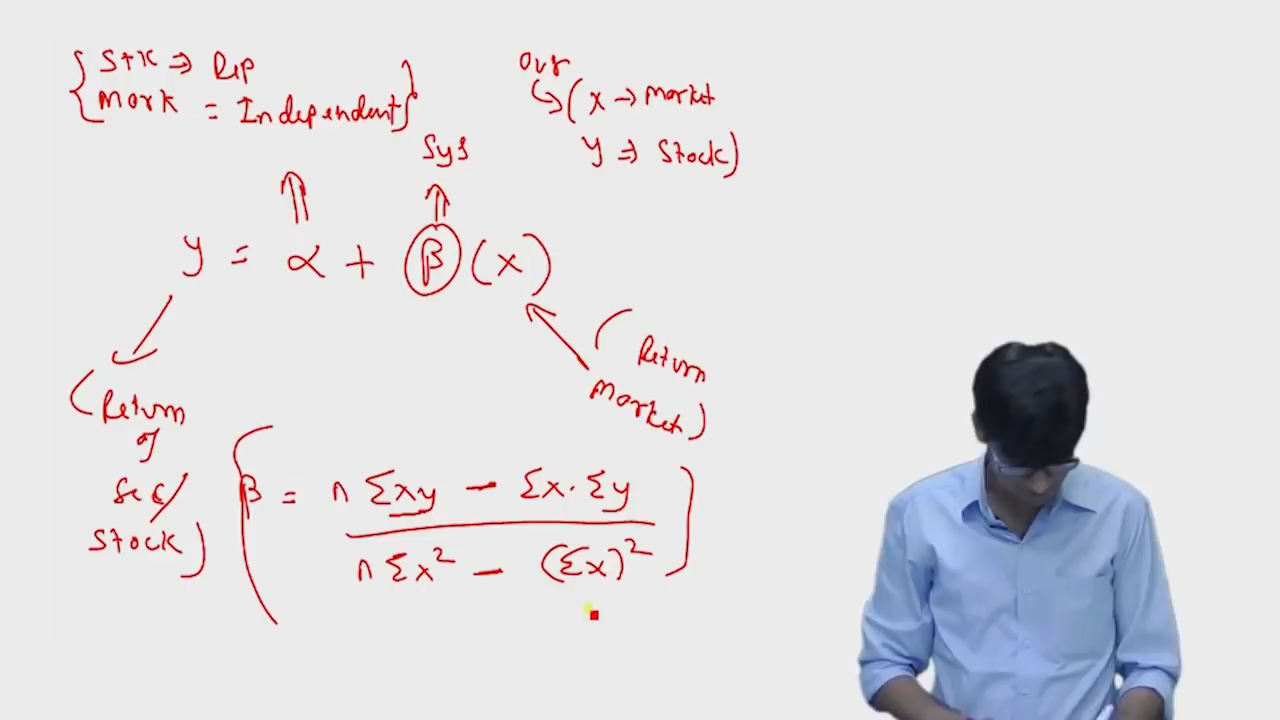 Stk ⇒ Dep
Mark = Independent
Our
(x → Market
y ⇒ Stock)
Sys
y = α + β (x)
(Return
Market)
(Return
of
Sec/
Stock)
β = n Σxy - Σx · Σy
n Σx² - (Σx)²